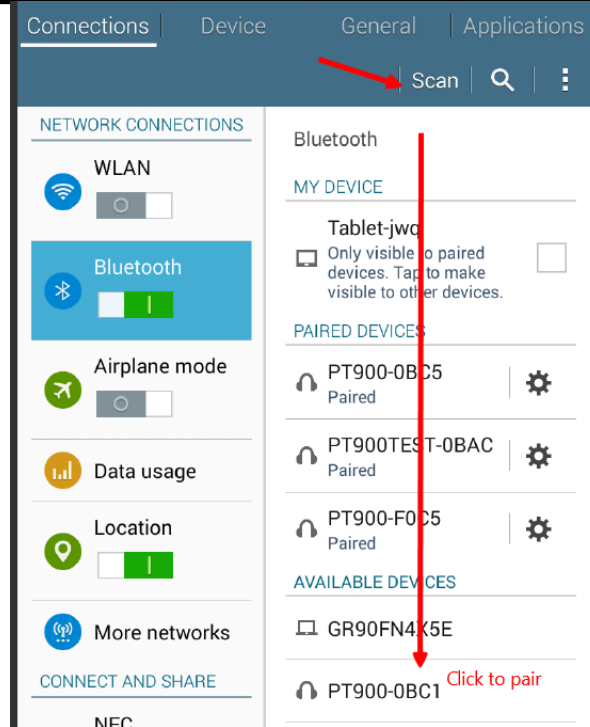 Connections Device General Applications
Scan
NETWORK CONNECTIONS
WLAN
Bluetooth
Airplane mode
Data usage
Location
More networks
CONNECT AND SHARE
NFC
Bluetooth
MY DEVICE
Tablet-jwq
Only visible to paired
devices. Tap to make
visible to other devices.
PAIRED DEVICES
PT900-0BC5
Paired
PT900TEST-0BAC
Paired
PT900-F0C5
Paired
AVAILABLE DEVICES
GR90FN4X5E
PT900-0BC1
Click to pair